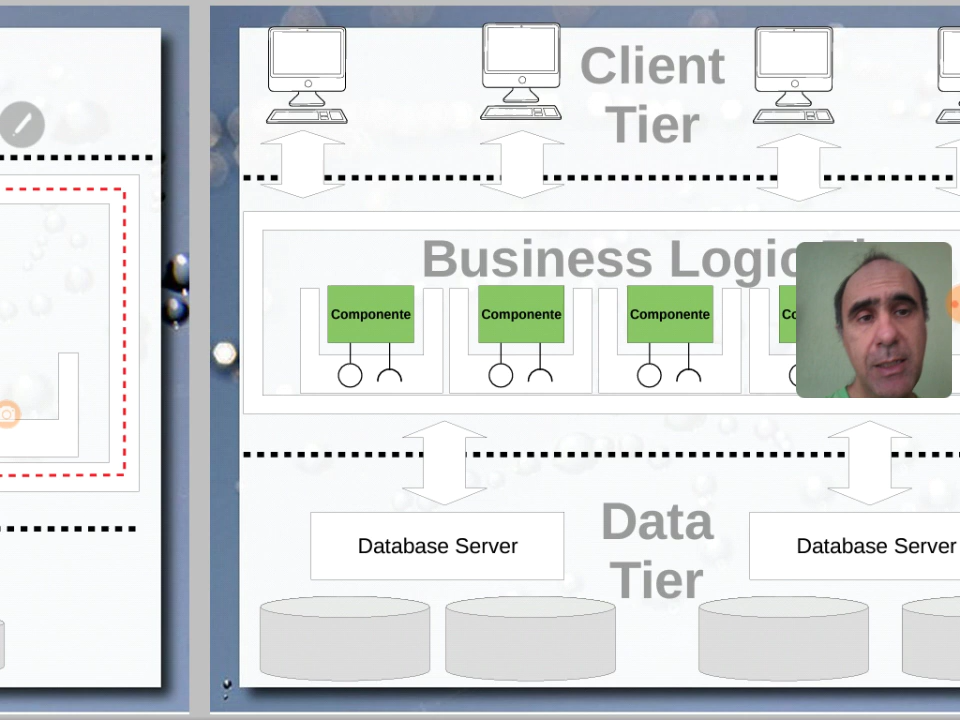 Client
Tier
Business Logic
Componente
Componente
Componente
Data
Tier
Database Server
Database Server